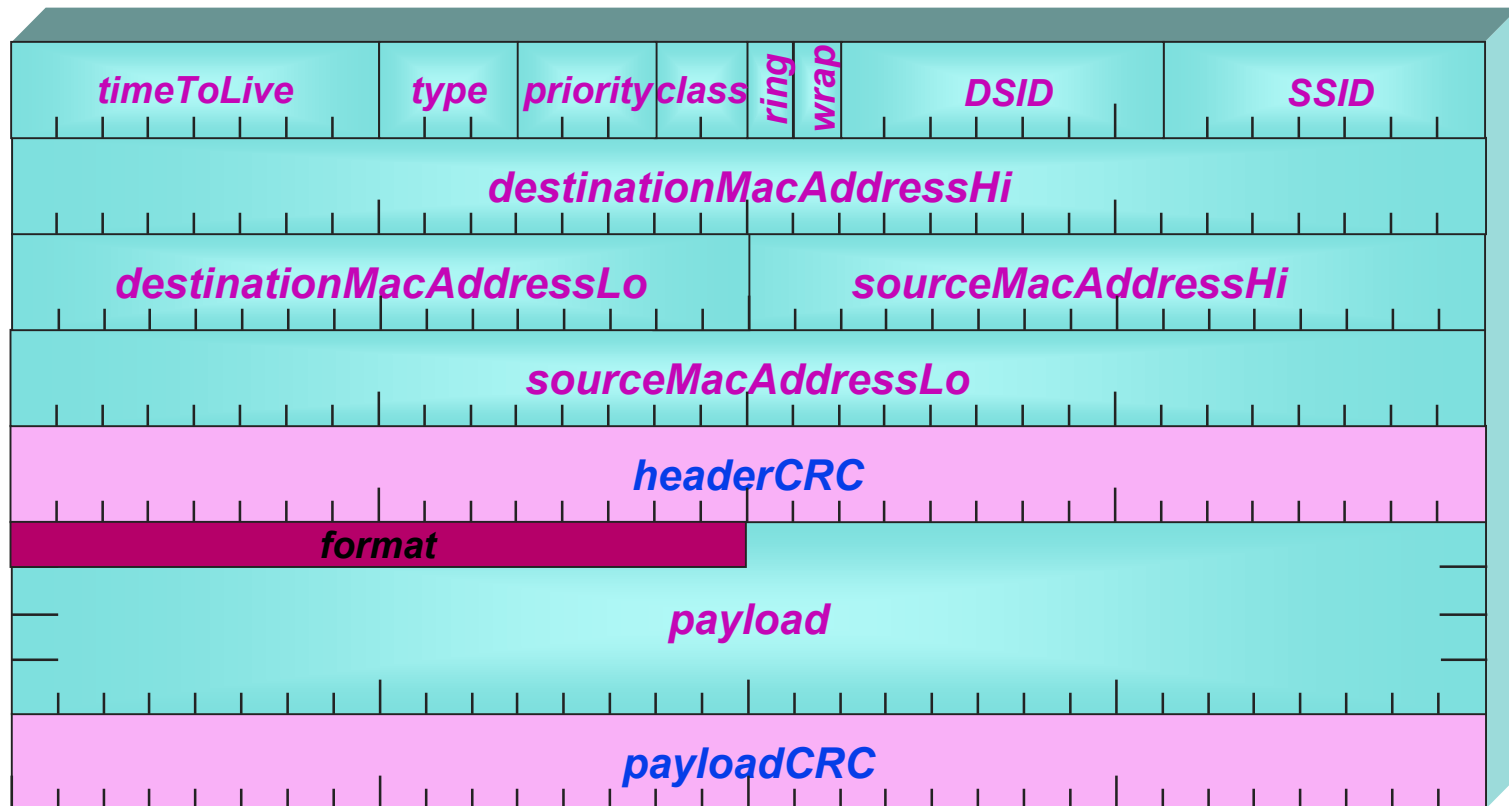 timeToLive type priority class ring wrap DSID SSID
destinationMacAddressHi
destinationMacAddressLo sourceMacAddressHi
sourceMacAddressLo
headerCRC
format
payload
payloadCRC